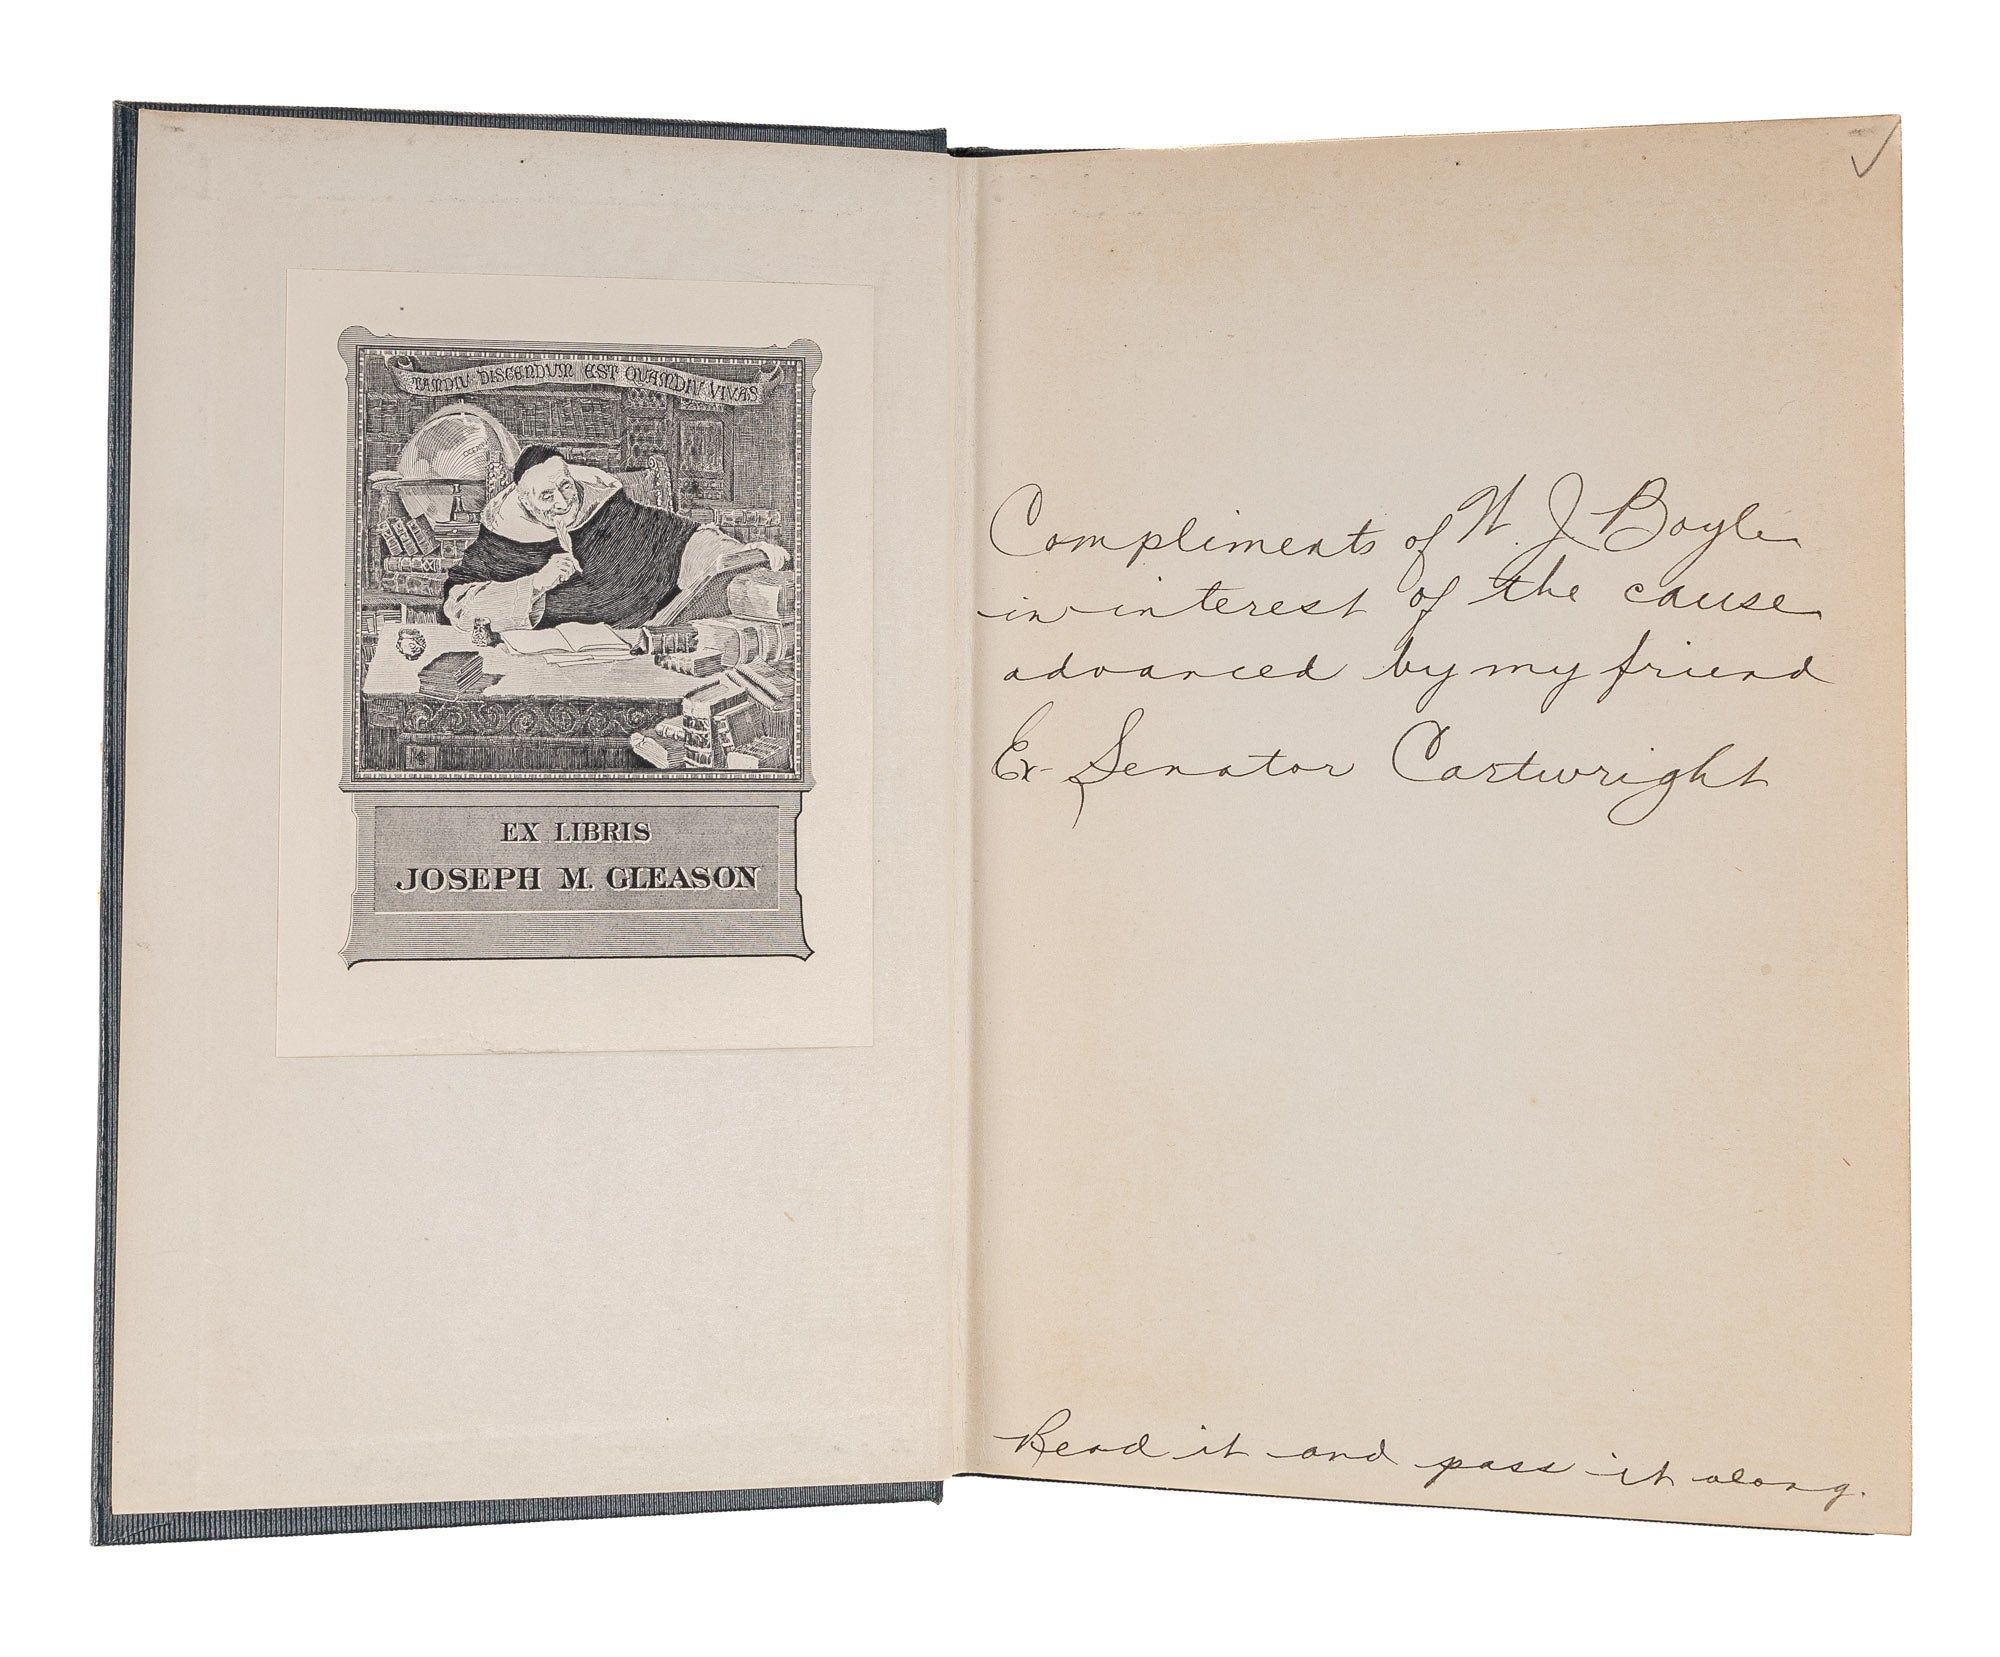 TAMDIU DISCENDUM EST QUAMDIU VIVAS
EX LIBRIS
JOSEPH M. GLEASON
Compliments of W. J. Boyle
in interest of the cause
advanced by my friend
Ex-Senator Cartwright
Read it and pass it along.